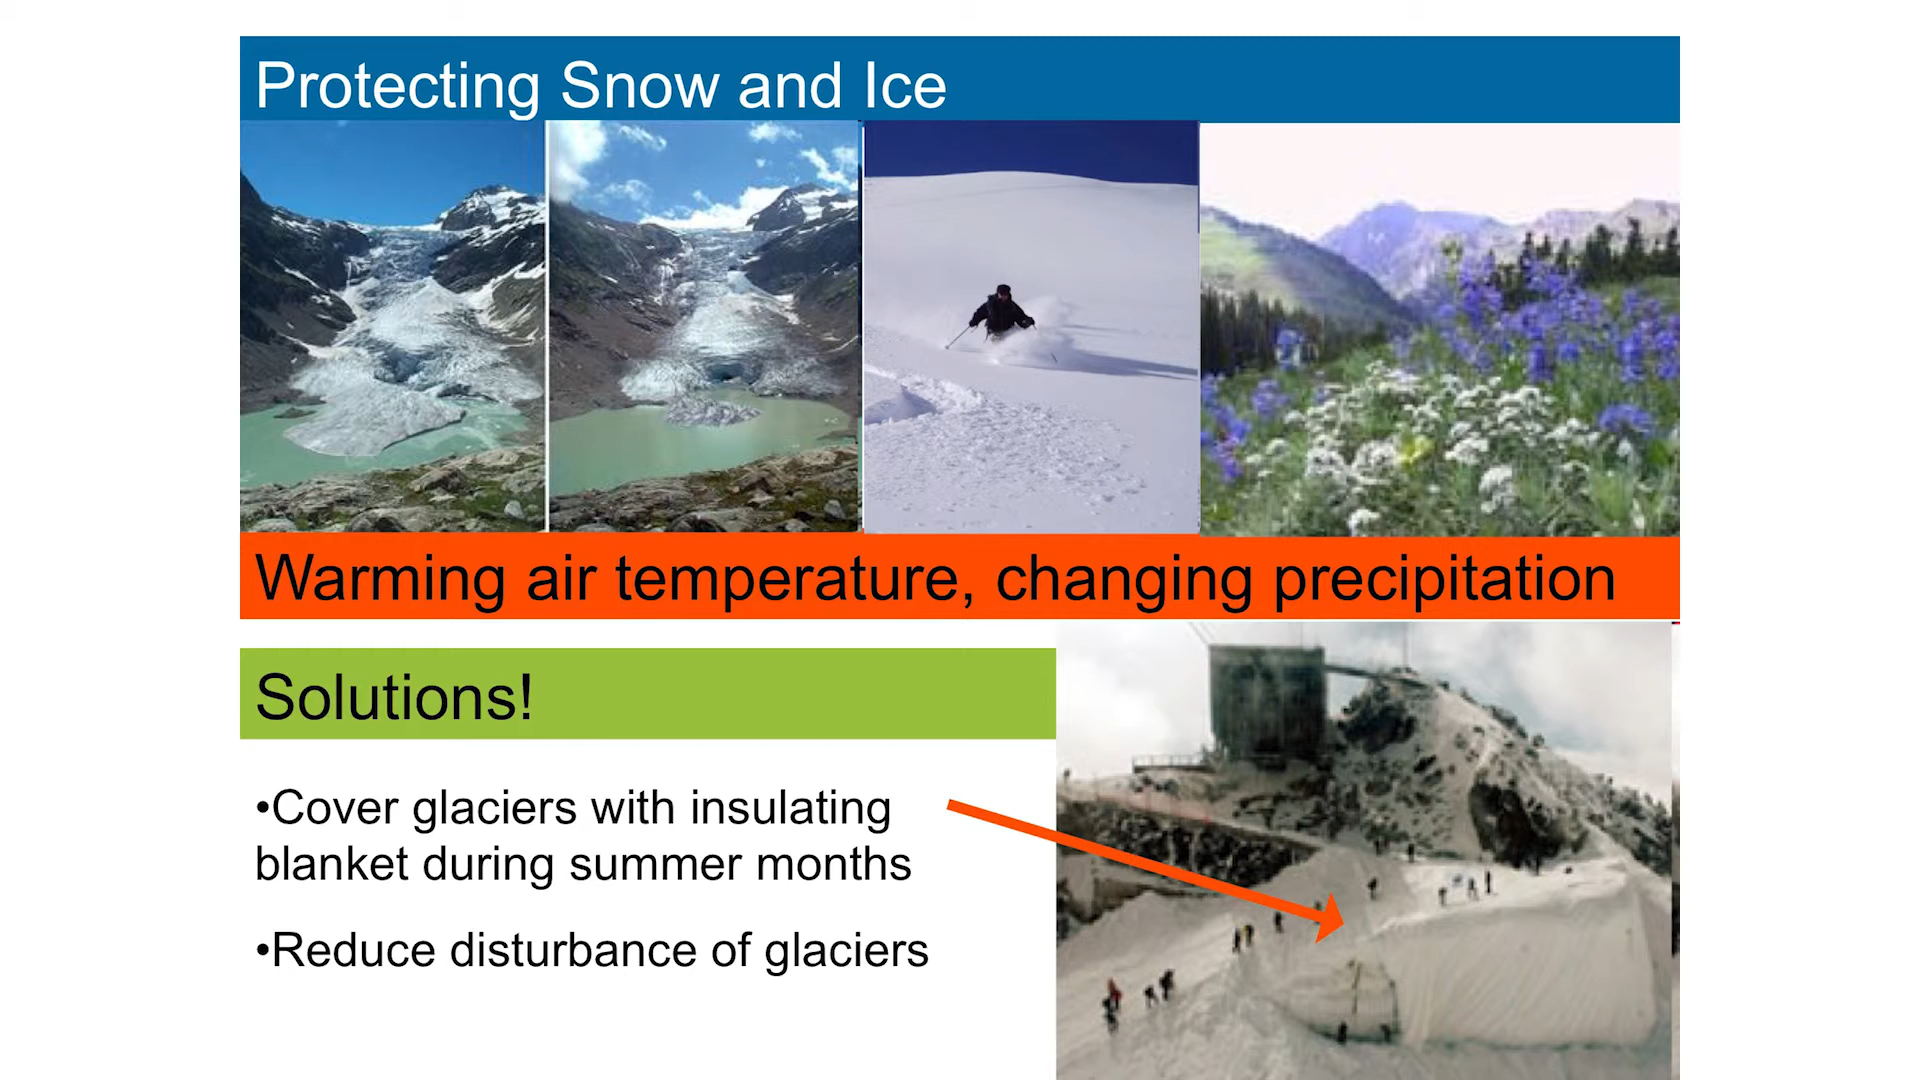 Protecting Snow and Ice
Warming air temperature, changing precipitation
Solutions!
•Cover glaciers with insulating
blanket during summer months
•Reduce disturbance of glaciers